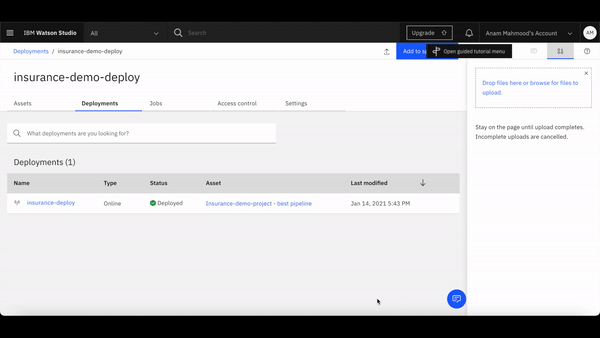 IBM Watson Studio
All
Search
Upgrade
Anam Mahmood's Account
AM
Deployments / insurance-demo-deploy
Add to
Open guided tutorial menu
insurance-demo-deploy
Assets
Deployments
Jobs
Access control
Settings
What deployments are you looking for?
Deployments (1)
Name
Type
Status
Asset
Last modified
insurance-deploy
Online
Deployed
Insurance-demo-project - best pipeline
Jan 14, 2021 5:43 PM
Drop files here or browse for files to
upload.
Stay on the page until upload completes.
Incomplete uploads are cancelled.